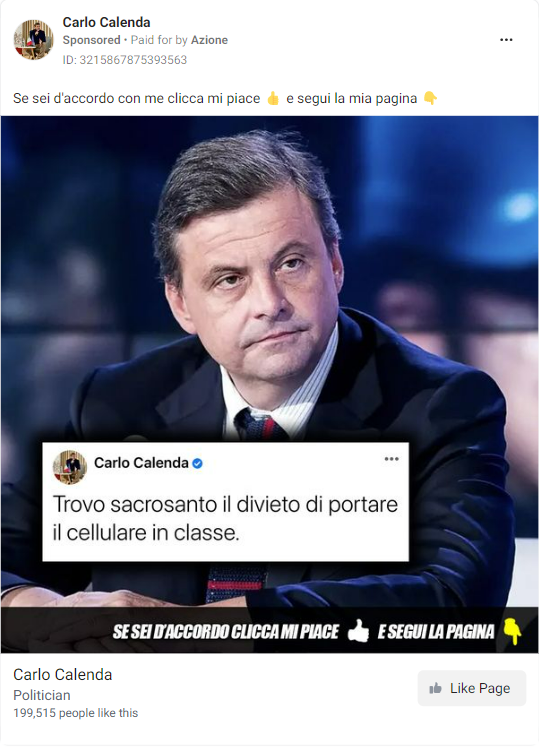 Carlo Calenda
Sponsored • Paid for by Azione
ID: 3215867875393563
Se sei d'accordo con me clicca mi piace 👍 e segui la mia pagina 👇
Carlo Calenda
Trovo sacrosanto il divieto di portare
il cellulare in classe.
SE SEI D'ACCORDO CLICCA MI PIACE 👍 E SEGUI LA PAGINA 👇
Carlo Calenda
Politician
199,515 people like this
Like Page